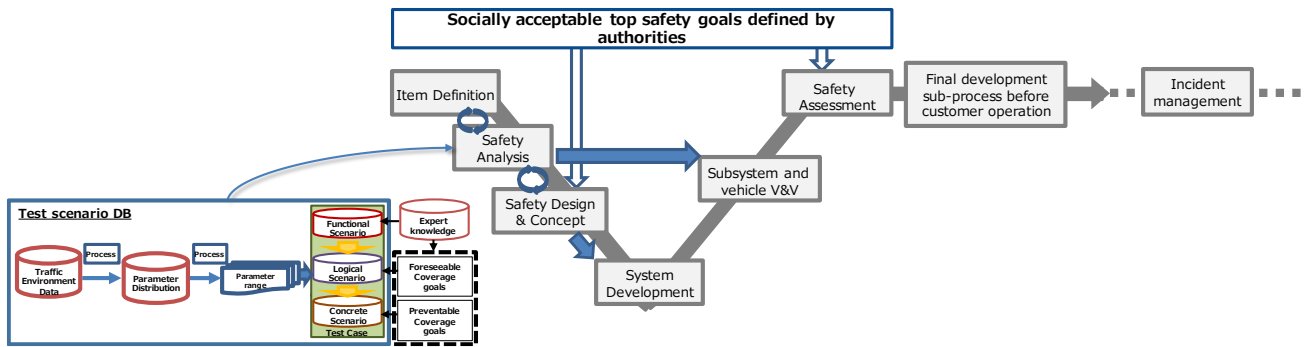 Socially acceptable top safety goals defined by
authorities
Item Definition
Safety
Analysis
Safety Design
& Concept
System
Development
Subsystem and
vehicle V&V
Safety
Assessment
Final development
sub-process before
customer operation
Incident
management
Test scenario DB
Traffic
Environment
Data
Process
Parameter
Distribution
Process
Parameter
range
Functional
Scenario
Logical
Scenario
Concrete
Scenario
Test Case
Expert
knowledge
Foreseeable
Coverage
goals
Preventable
Coverage
goals